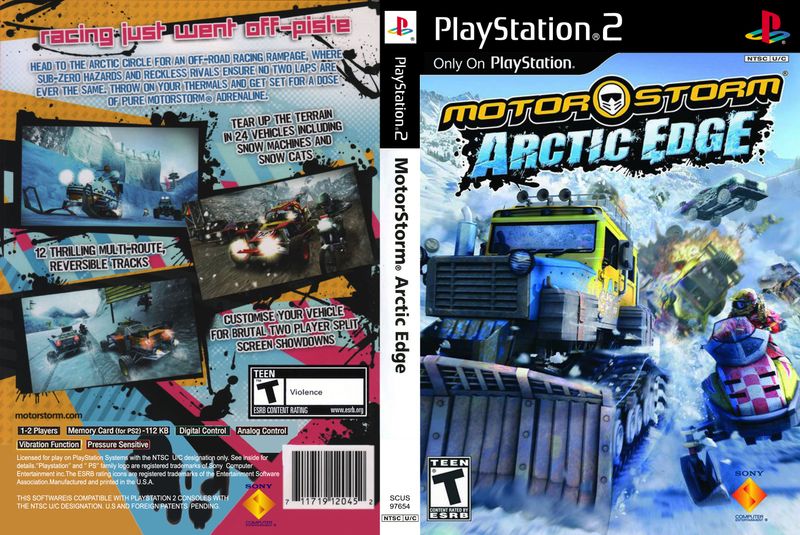 racing just went off-piste
HEAD TO THE ARCTIC CIRCLE FOR AN OFF-ROAD RACING RAMPAGE, WHERE
SUB-ZERO HAZARDS AND RECKLESS RIVALS ENSURE NO TWO LAPS ARE
EVER THE SAME. THROW ON YOUR THERMALS AND GET SET FOR A DOSE
OF PURE MOTORSTORM® ADRENALINE.
TEAR UP THE TERRAIN
IN 24 VEHICLES INCLUDING
SNOW MACHINES AND
SNOW CATS
12 THRILLING MULTI-ROUTE,
REVERSIBLE TRACKS
CUSTOMISE YOUR VEHICLE
FOR BRUTAL TWO PLAYER SPLIT
SCREEN SHOWDOWNS
TEEN
T
ESRB CONTENT RATING
Violence
www.esrb.org
motorstorm.com
1-2 Players
Memory Card (for PS2) -112 KB
Digital Control
Analog Control
Vibration Function
Pressure Sensitive
Licensed for play on PlayStation Systems with the NTSC U/C designation only. See inside for
details."Playstation" and " PS" family logo are registered trademarks of Sony Computer
Entertainment inc.The ESRB rating icons are registered trademarks of the Entertainment Software
Association.Manufactured and printed in the U.S.A.
THIS SOFTWARE IS COMPATIBLE WITH PLAYSTATION 2 CONSOLES WITH
THE NTSC U/C DESIGNATION. U.S AND FOREIGN PATENTS PENDING.
SONY
COMPUTER
ENTERTAINMENT
7 11719 12045 2
PlayStation®2
MotorStorm® Arctic Edge
SCUS
97654
NTSC U/C
PlayStation®2
NTSC U/C
Only On PlayStation®
MOTORSTORM®
ARCTIC EDGE
TEEN
T
CONTENT RATED BY
ESRB
SONY
COMPUTER
ENTERTAINMENT